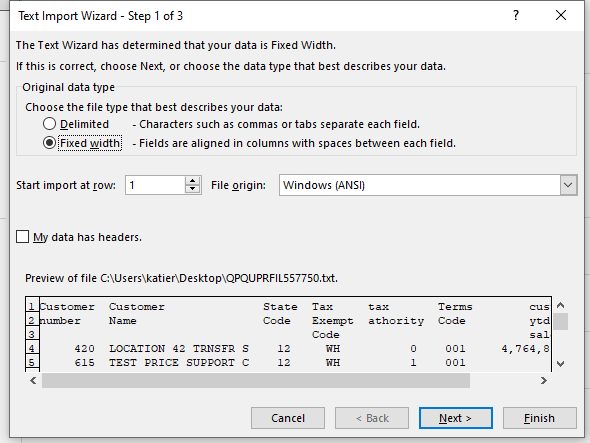 Text Import Wizard - Step 1 of 3
The Text Wizard has determined that your data is Fixed Width.
If this is correct, choose Next, or choose the data type that best describes your data.
Original data type
Choose the file type that best describes your data:
Delimited - Characters such as commas or tabs separate each field.
Fixed width - Fields are aligned in columns with spaces between each field.
Start import at row: 1 File origin: Windows (ANSI)
My data has headers.
Preview of file C:\Users\katier\Desktop\QPQUPRFIL557750.txt.
1 Customer Customer State Tax tax Terms cus
2 number Name Code Exempt athority Code ytd
3 Code sal
4 420 LOCATION 42 TRNSFR S 12 WH 0 001 4,764,8
5 615 TEST PRICE SUPPORT C 12 WH 1 001
Cancel < Back Next > Finish